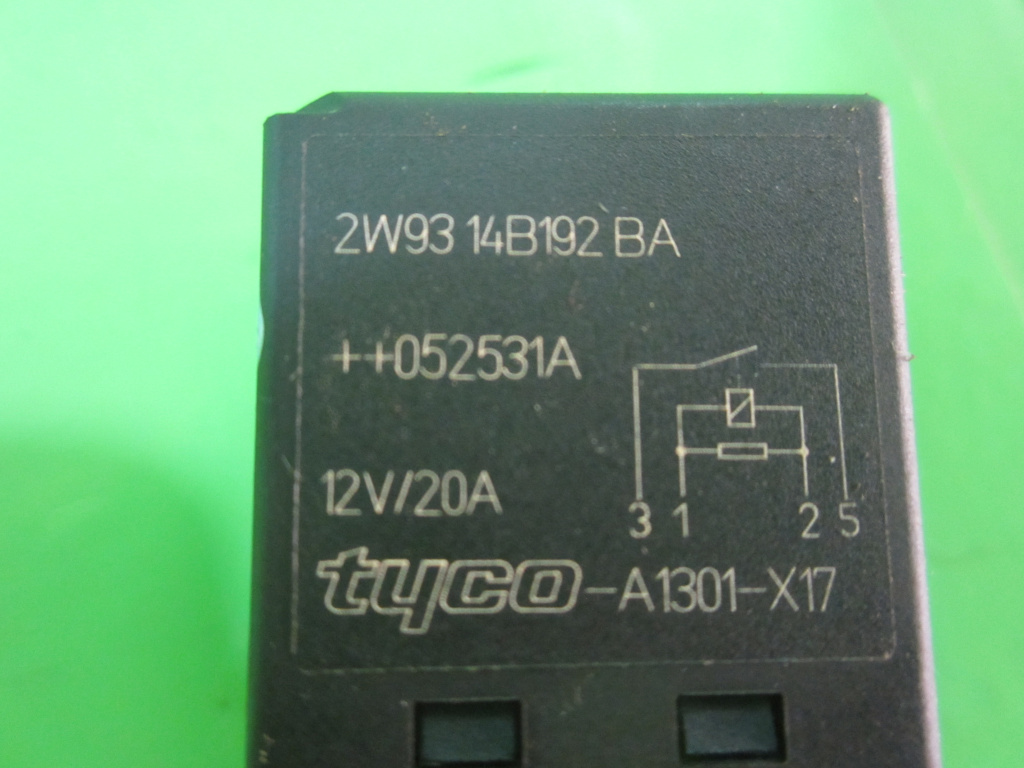 2W93 14B192 BA
++052531A
12V/20A
3 1 2 5
tyco-A1301-X17